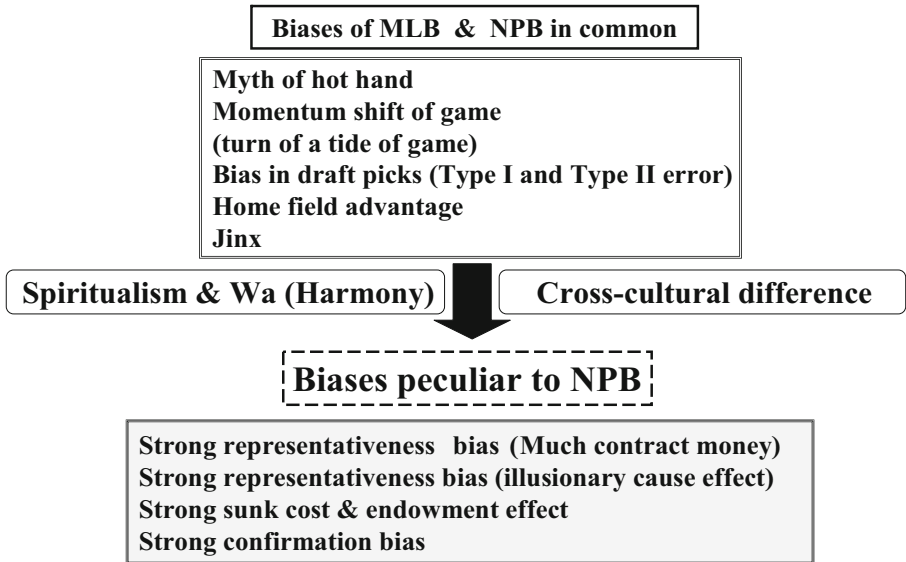 Biases of MLB & NPB in common
Myth of hot hand
Momentum shift of game
(turn of a tide of game)
Bias in draft picks (Type I and Type II error)
Home field advantage
Jinx
Spiritualism & Wa (Harmony)
Cross-cultural difference
Biases peculiar to NPB
Strong representativeness bias (Much contract money)
Strong representativeness bias (illusionary cause effect)
Strong sunk cost & endowment effect
Strong confirmation bias